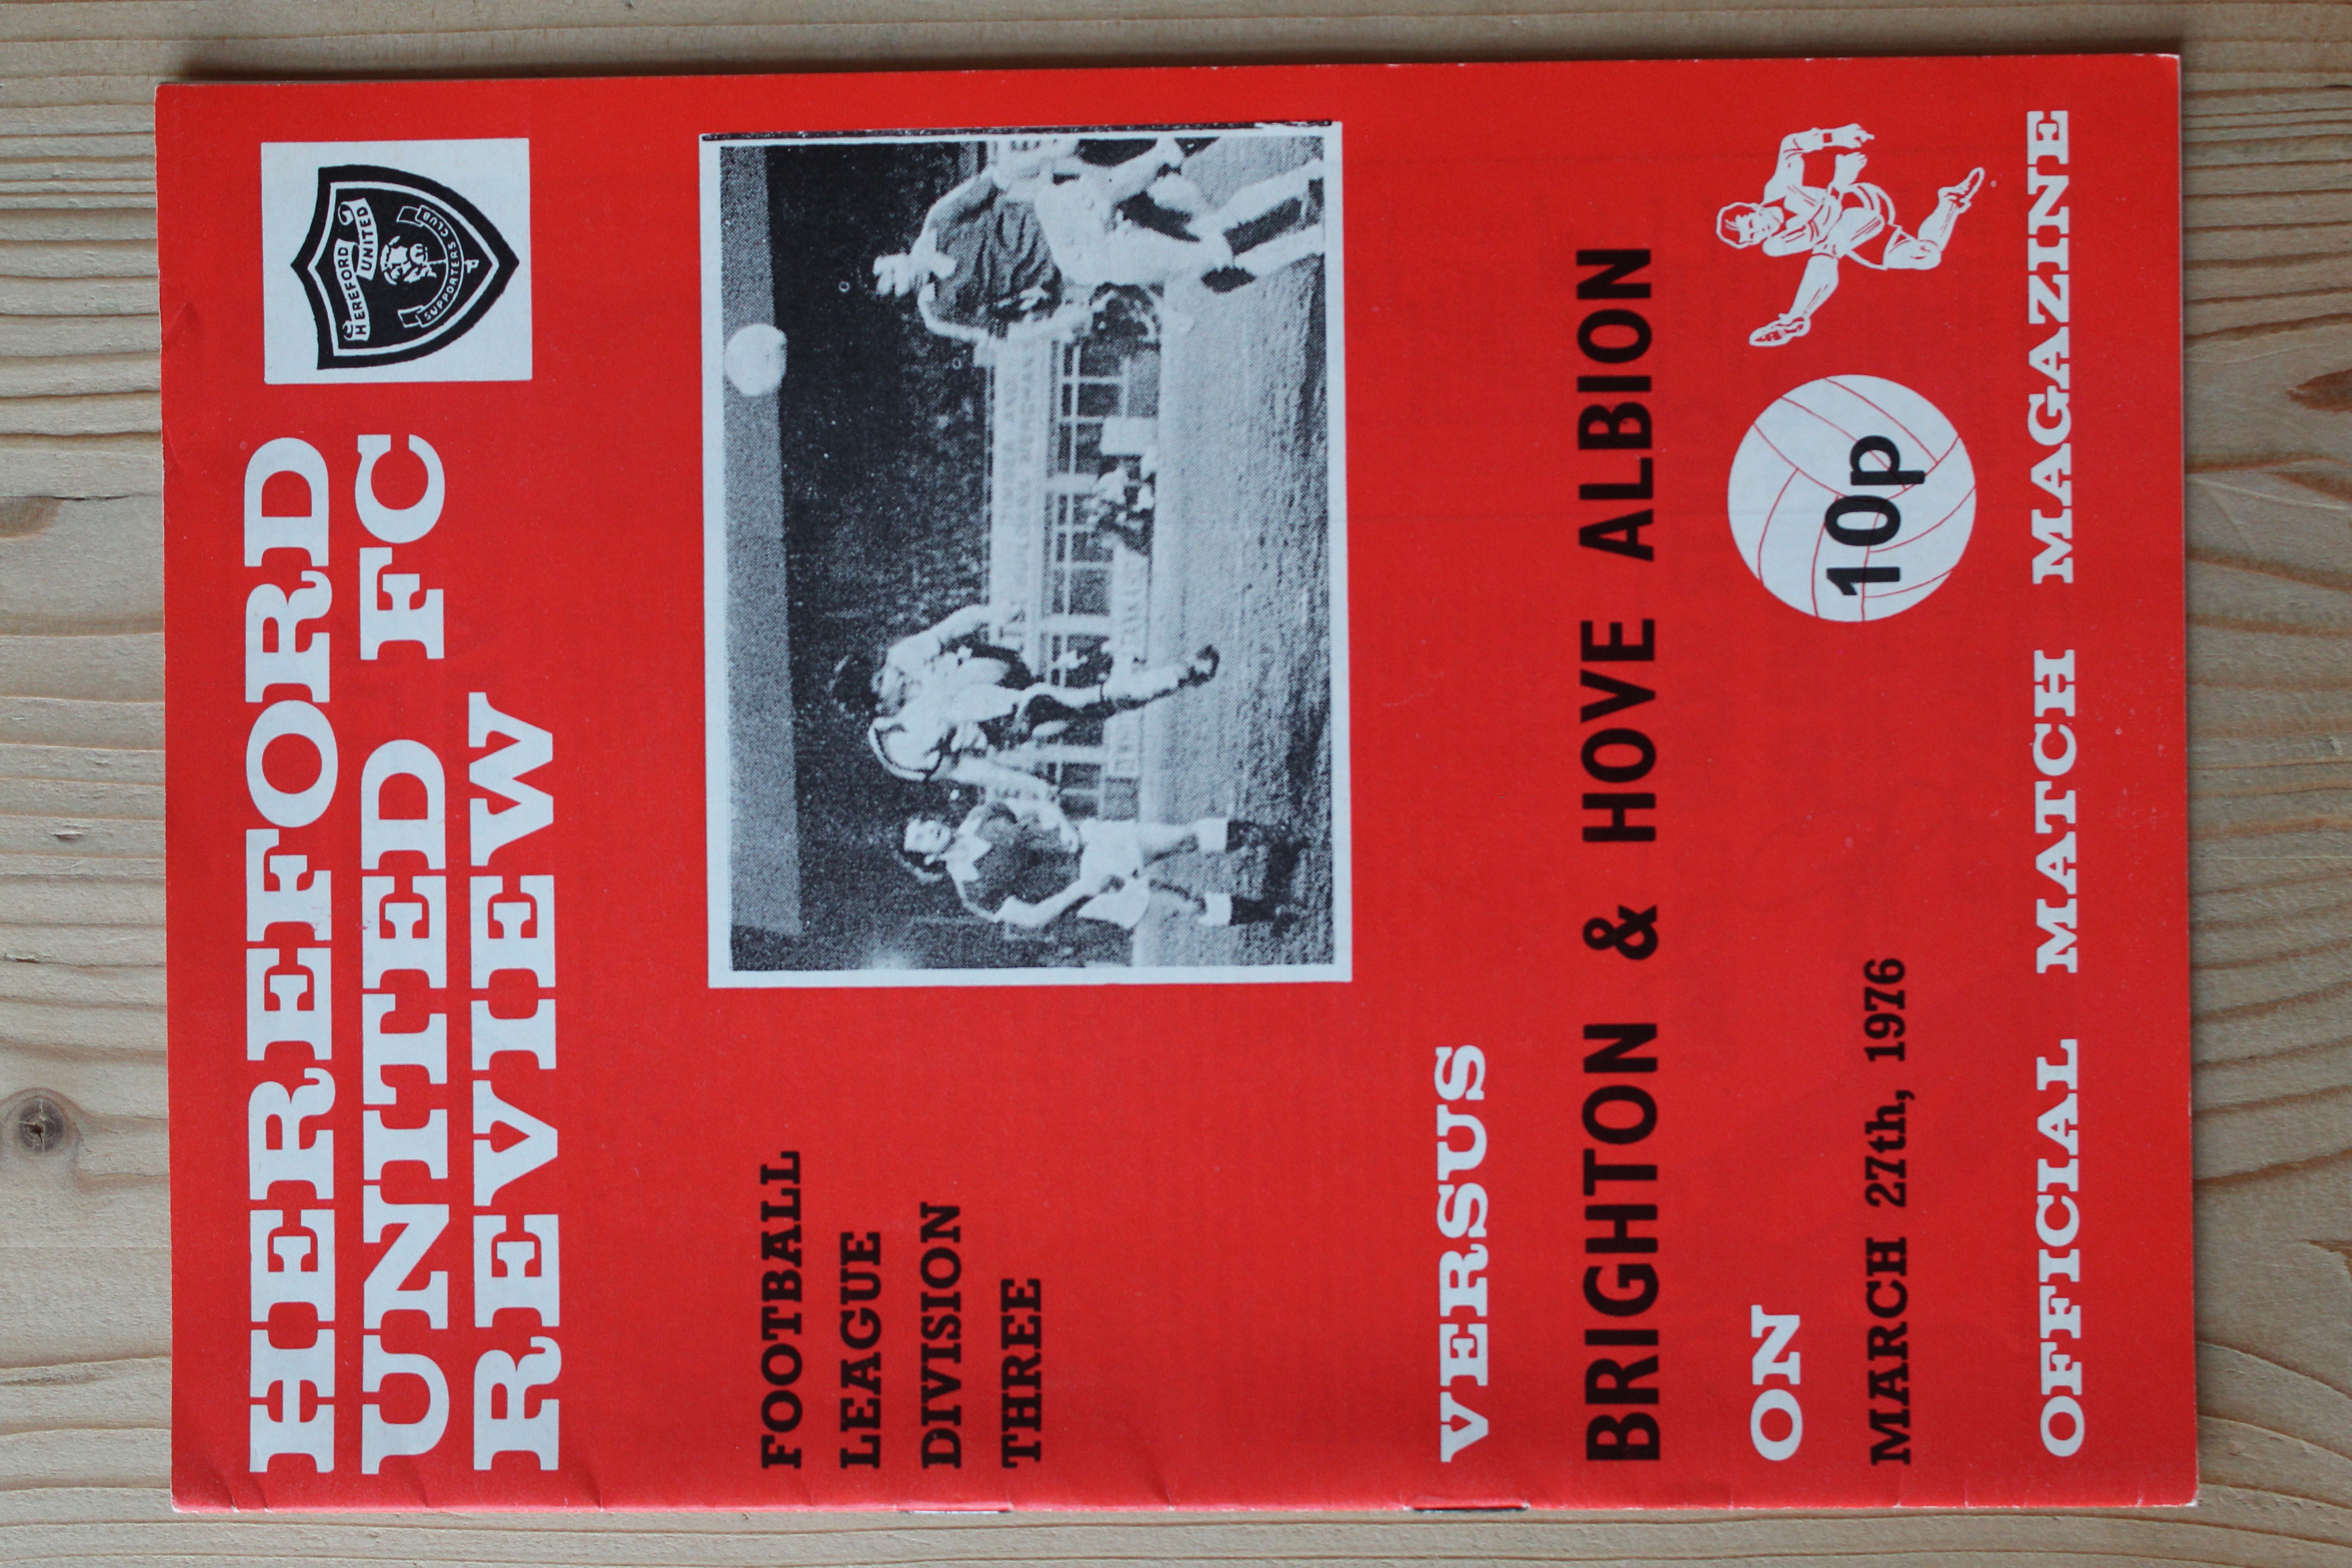 HEREFORD
UNITED FC
REVIEW
HEREFORD
UNITED
SUPPORTERS CLUB
FOOTBALL
LEAGUE
DIVISION
THREE
VERSUS
BRIGHTON & HOVE ALBION
ON
MARCH 27th, 1976
10p
OFFICIAL MATCH MAGAZINE